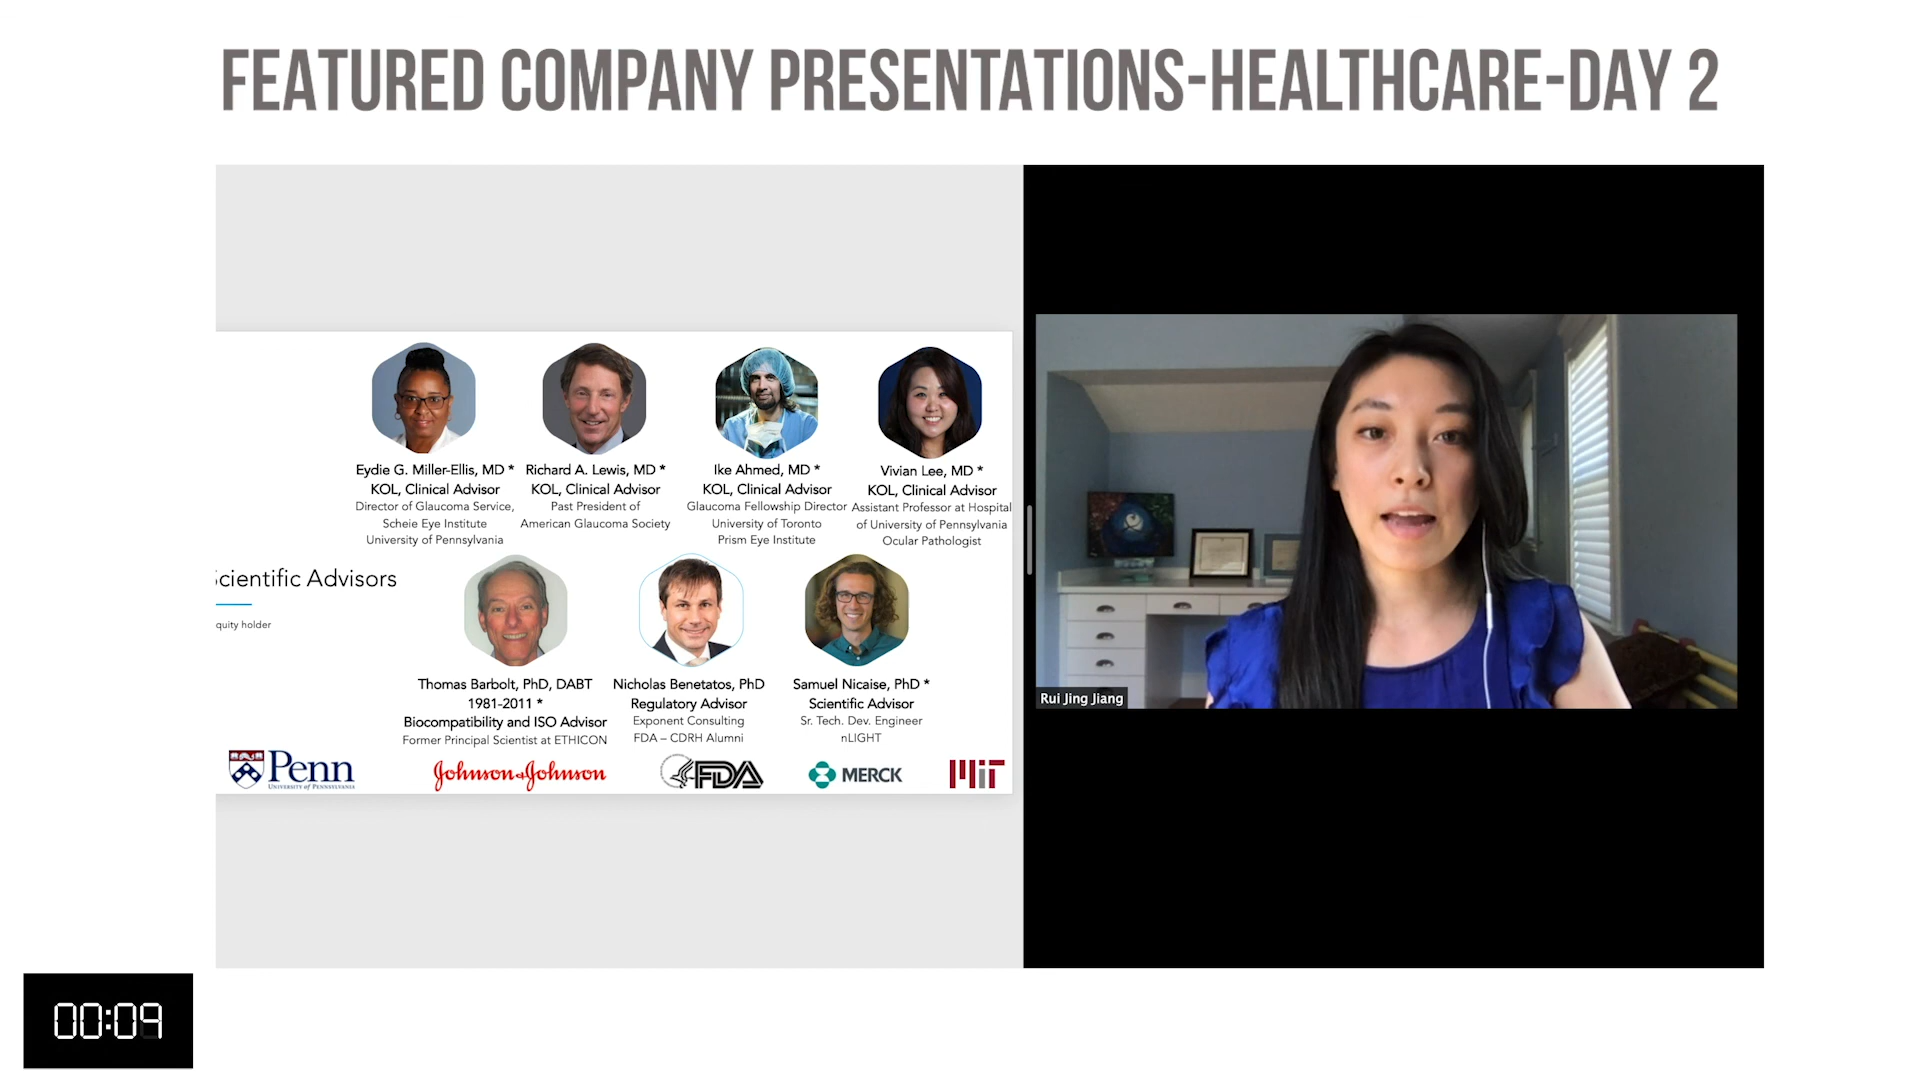 FEATURED COMPANY PRESENTATIONS-HEALTHCARE-DAY 2
Eydie G. Miller-Ellis, MD *
KOL, Clinical Advisor
Director of Glaucoma Service,
Scheie Eye Institute
University of Pennsylvania
Richard A. Lewis, MD *
KOL, Clinical Advisor
Past President of
American Glaucoma Society
Ike Ahmed, MD *
KOL, Clinical Advisor
Glaucoma Fellowship Director
University of Toronto
Prism Eye Institute
Vivian Lee, MD *
KOL, Clinical Advisor
Assistant Professor at Hospital
of University of Pennsylvania
Ocular Pathologist
Scientific Advisors
quity holder
Thomas Barbolt, PhD, DABT
1981-2011 *
Biocompatibility and ISO Advisor
Former Principal Scientist at ETHICON
Nicholas Benetatos, PhD
Regulatory Advisor
Exponent Consulting
FDA – CDRH Alumni
Samuel Nicaise, PhD *
Scientific Advisor
Sr. Tech. Dev. Engineer
nLIGHT
Penn
UNIVERSITY of PENNSYLVANIA
Johnson & Johnson
FDA
MERCK
MIT
Rui Jing Jiang
00:09